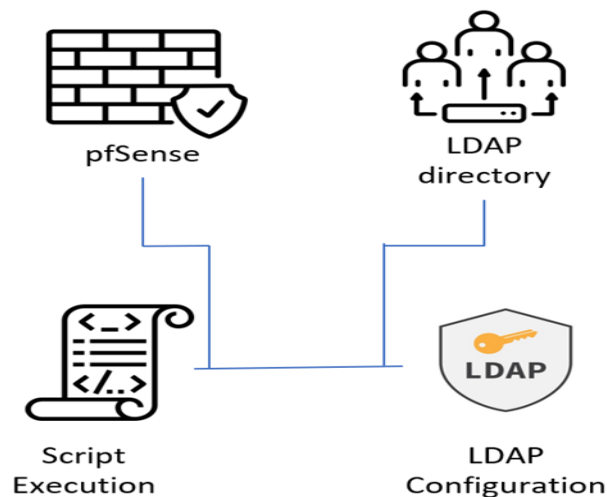 pfSense
LDAP
directory
<_>
</..>
LDAP
Script
Execution
LDAP
Configuration